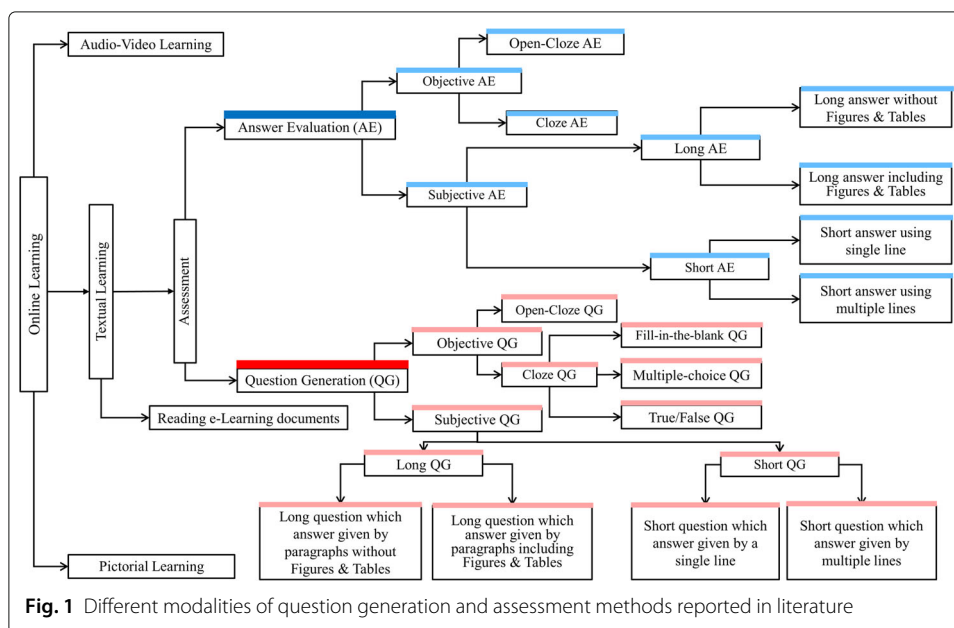 Audio-Video Learning
Open-Cloze AE
Objective AE
Cloze AE
Answer Evaluation (AE)
Subjective AE
Long AE
Long answer without
Figures & Tables
Long answer including
Figures & Tables
Short AE
Short answer using
single line
Short answer using
multiple lines
Online Learning
Textual Learning
Assessment
Open-Cloze QG
Objective QG
Cloze QG
Fill-in-the-blank QG
Multiple-choice QG
True/False QG
Question Generation (QG)
Subjective QG
Reading e-Learning documents
Long QG
Short QG
Long question which
answer given by
paragraphs without
Figures & Tables
Long question which
answer given by
paragraphs including
Figures & Tables
Short question which
answer given by a
single line
Short question which
answer given by
multiple lines
Pictorial Learning
Fig. 1 Different modalities of question generation and assessment methods reported in literature